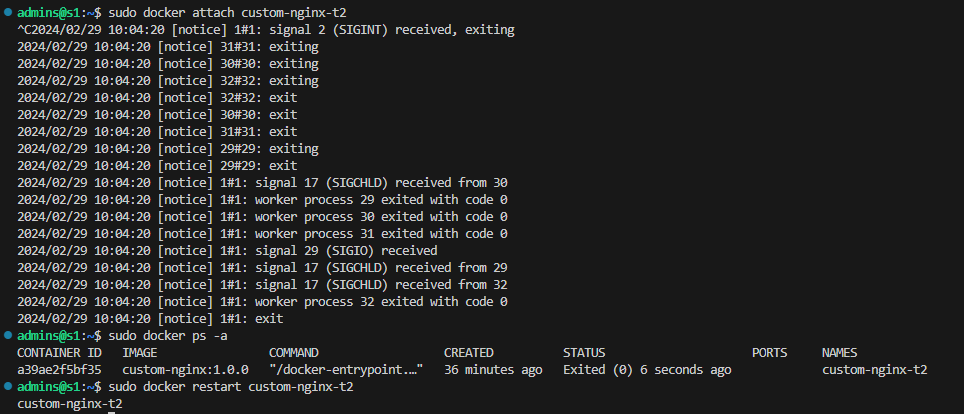 admins@s1:~$ sudo docker attach custom-nginx-t2
^C2024/02/29 10:04:20 [notice] 1#1: signal 2 (SIGINT) received, exiting
2024/02/29 10:04:20 [notice] 31#31: exiting
2024/02/29 10:04:20 [notice] 30#30: exiting
2024/02/29 10:04:20 [notice] 32#32: exiting
2024/02/29 10:04:20 [notice] 32#32: exit
2024/02/29 10:04:20 [notice] 30#30: exit
2024/02/29 10:04:20 [notice] 31#31: exit
2024/02/29 10:04:20 [notice] 29#29: exiting
2024/02/29 10:04:20 [notice] 29#29: exit
2024/02/29 10:04:20 [notice] 1#1: signal 17 (SIGCHLD) received from 30
2024/02/29 10:04:20 [notice] 1#1: worker process 29 exited with code 0
2024/02/29 10:04:20 [notice] 1#1: worker process 30 exited with code 0
2024/02/29 10:04:20 [notice] 1#1: worker process 31 exited with code 0
2024/02/29 10:04:20 [notice] 1#1: signal 29 (SIGIO) received
2024/02/29 10:04:20 [notice] 1#1: signal 17 (SIGCHLD) received from 29
2024/02/29 10:04:20 [notice] 1#1: signal 17 (SIGCHLD) received from 32
2024/02/29 10:04:20 [notice] 1#1: worker process 32 exited with code 0
2024/02/29 10:04:20 [notice] 1#1: exit
admins@s1:~$ sudo docker ps -a
CONTAINER ID   IMAGE                COMMAND                  CREATED          STATUS                     PORTS     NAMES
a39ae2f5bf35   custom-nginx:1.0.0   "/docker-entrypoint.…"   36 minutes ago   Exited (0) 6 seconds ago             custom-nginx-t2
admins@s1:~$ sudo docker restart custom-nginx-t2
custom-nginx-t2